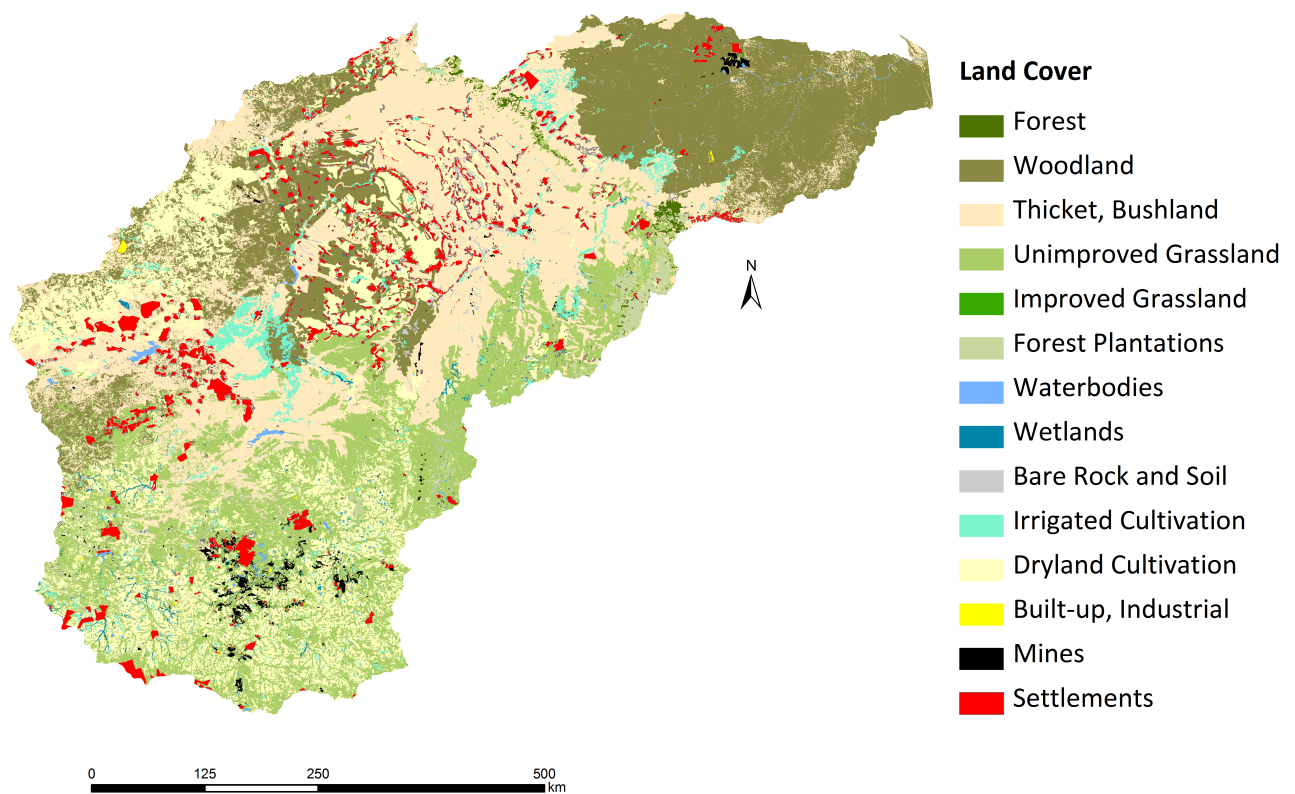 Land Cover
Forest
Woodland
Thicket, Bushland
Unimproved Grassland
N
Improved Grassland
Forest Plantations
Waterbodies
Wetlands
Bare Rock and Soil
Irrigated Cultivation
Dryland Cultivation
Built-up, Industrial
Mines
Settlements
0 125 250 500
km